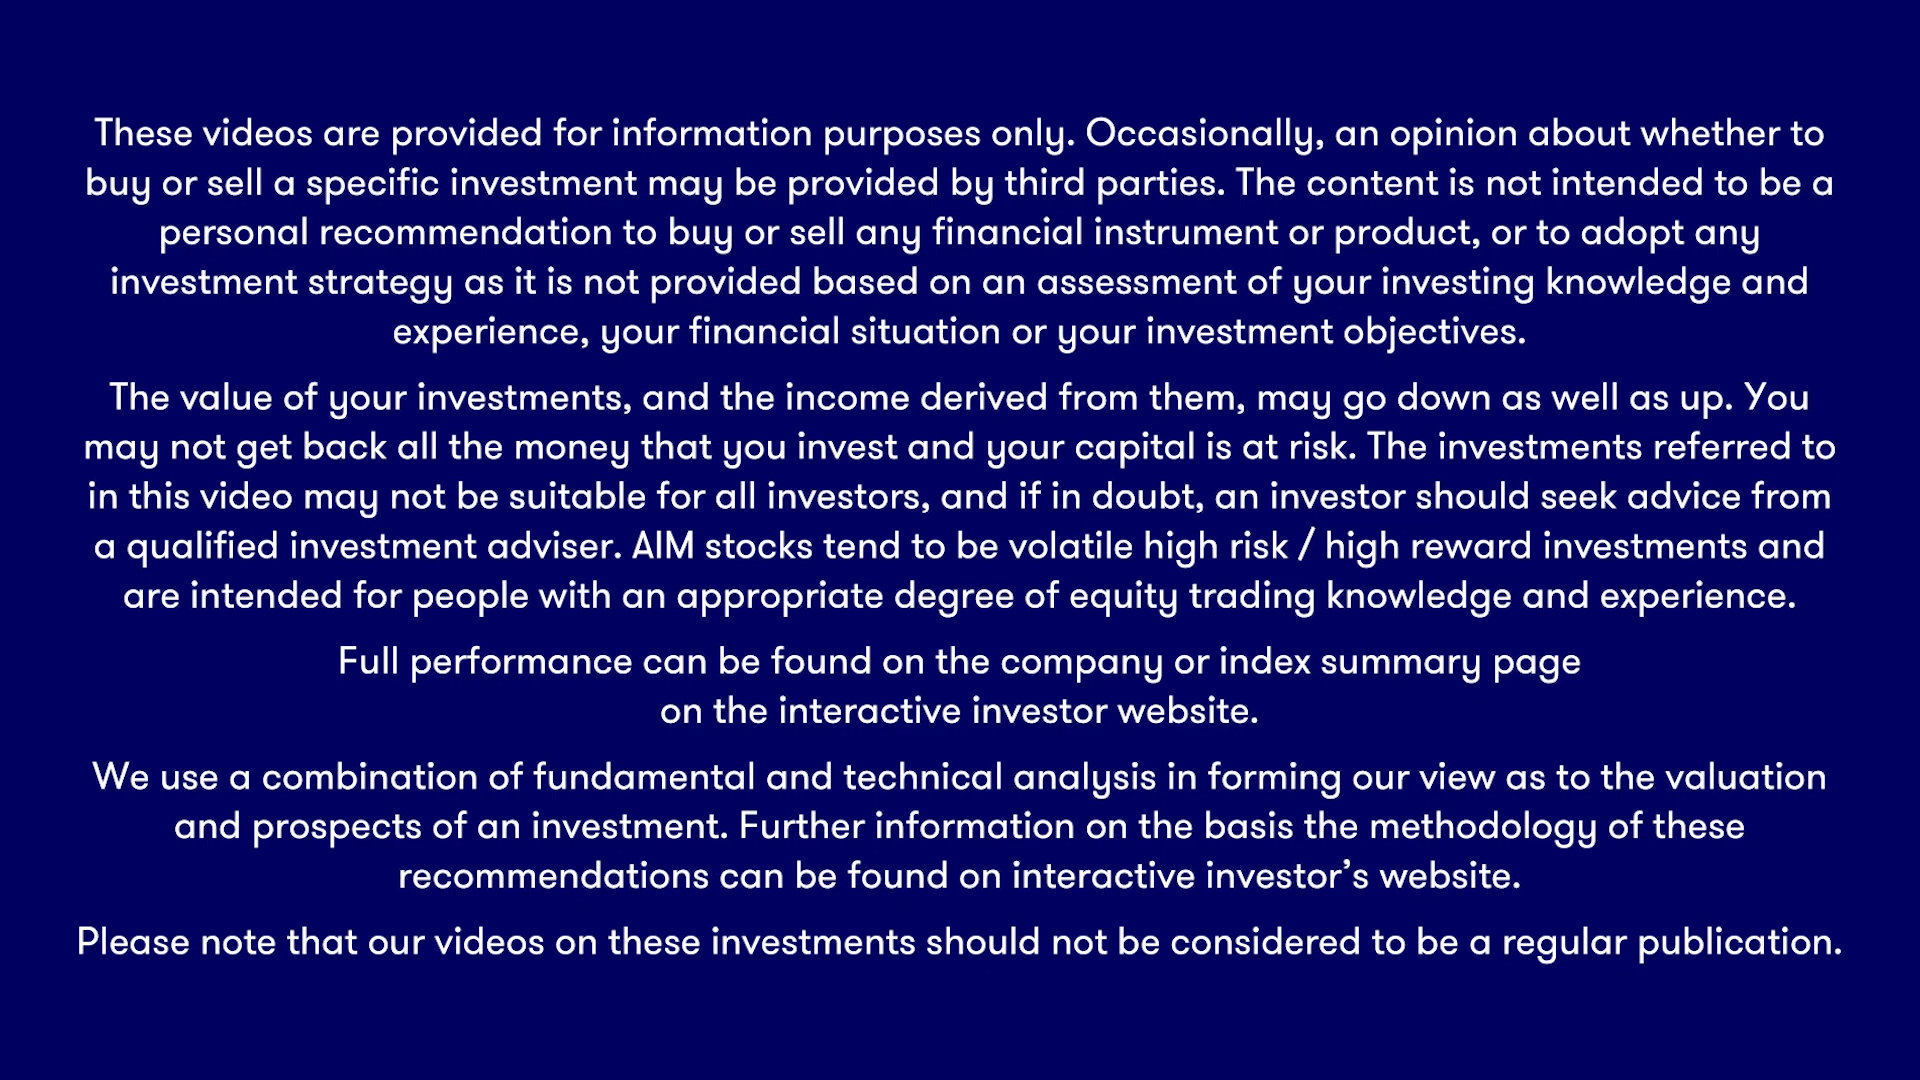 These videos are provided for information purposes only. Occasionally, an opinion about whether to
buy or sell a specific investment may be provided by third parties. The content is not intended to be a
personal recommendation to buy or sell any financial instrument or product, or to adopt any
investment strategy as it is not provided based on an assessment of your investing knowledge and
experience, your financial situation or your investment objectives.
The value of your investments, and the income derived from them, may go down as well as up. You
may not get back all the money that you invest and your capital is at risk. The investments referred to
in this video may not be suitable for all investors, and if in doubt, an investor should seek advice from
a qualified investment adviser. AIM stocks tend to be volatile high risk / high reward investments and
are intended for people with an appropriate degree of equity trading knowledge and experience.
Full performance can be found on the company or index summary page
on the interactive investor website.
We use a combination of fundamental and technical analysis in forming our view as to the valuation
and prospects of an investment. Further information on the basis the methodology of these
recommendations can be found on interactive investor’s website.
Please note that our videos on these investments should not be considered to be a regular publication.